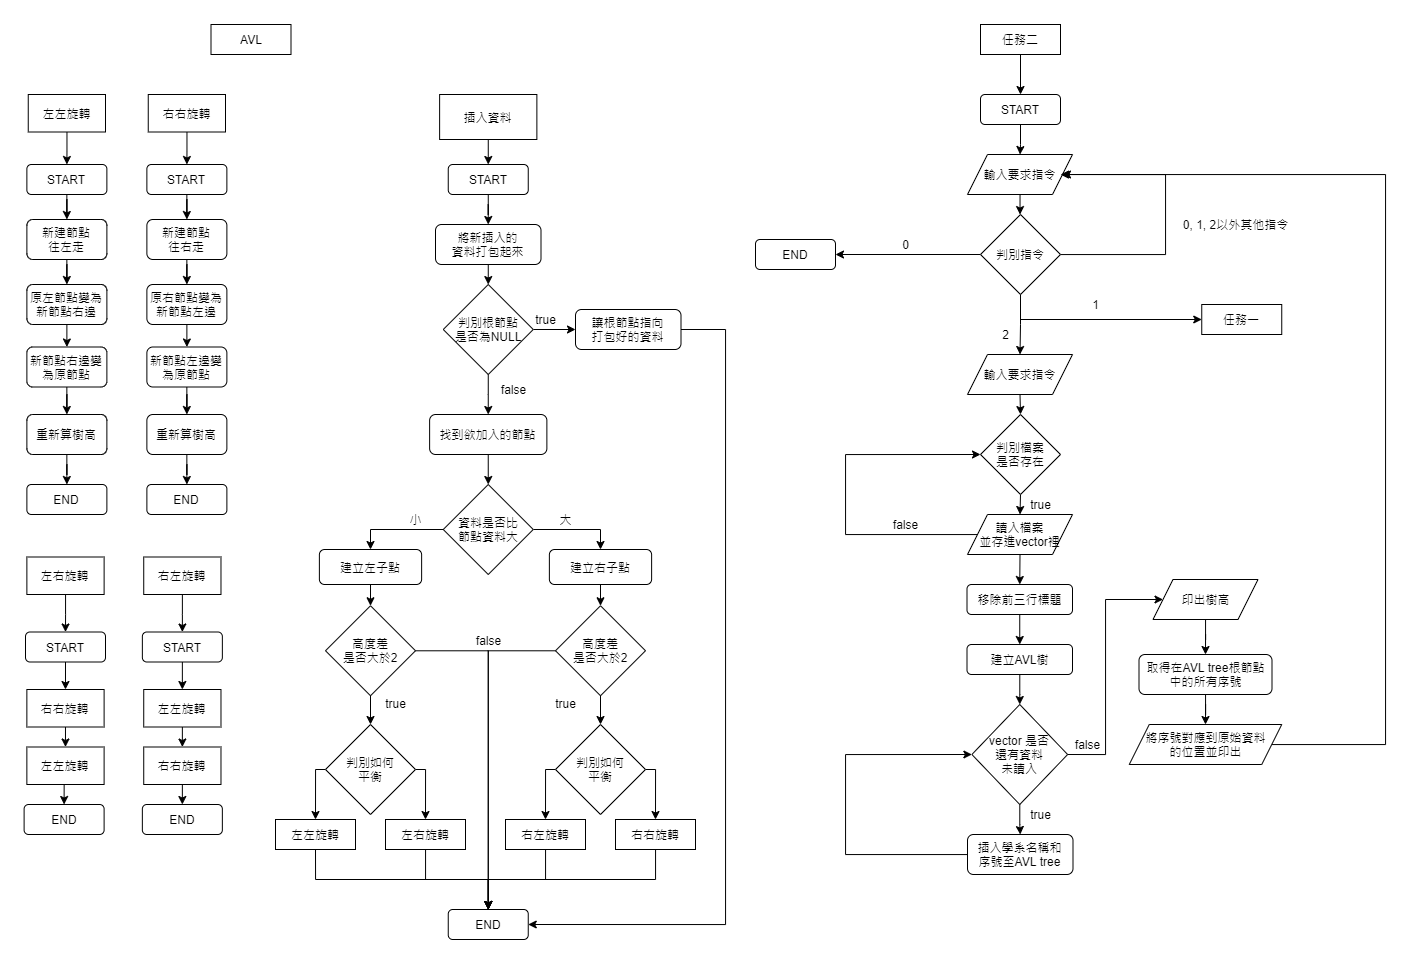 AVL
左左旋轉
START
新建節點
往左走
原左節點變為
新節點右邊
新節點右邊變
為原節點
重新算樹高
END
右右旋轉
START
新建節點
往右走
原右節點變為
新節點左邊
新節點左邊變
為原節點
重新算樹高
END
左右旋轉
START
右右旋轉
左左旋轉
END
右左旋轉
START
左左旋轉
右右旋轉
END
插入資料
START
將新插入的
資料打包起來
判別根節點
是否為NULL
true
讓根節點指向
打包好的資料
false
找到欲加入的節點
資料是否比
節點資料大
小
大
建立左子點
建立右子點
高度差
是否大於2
false
高度差
是否大於2
true
true
判別如何
平衡
判別如何
平衡
左左旋轉
左右旋轉
右左旋轉
右右旋轉
END
任務二
START
輸入要求指令
判別指令
0, 1, 2以外其他指令
0
END
1
任務一
2
輸入要求指令
判別檔案
是否存在
true
false
讀入檔案
並存進vector裡
移除前三行標題
建立AVL樹
vector 是否
還有資料
未讀入
false
true
插入學系名稱和
序號至AVL tree
印出樹高
取得在AVL tree根節點
中的所有序號
將序號對應到原始資料
的位置並印出